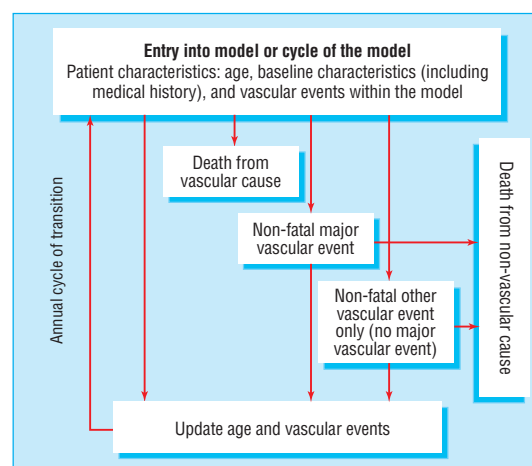 Entry into model or cycle of the model
Patient characteristics: age, baseline characteristics (including
medical history), and vascular events within the model
Death from
vascular cause
Non-fatal major
vascular event
Non-fatal other
vascular event
only (no major
vascular event)
Death from non-vascular
cause
Annual cycle of transition
Update age and vascular events